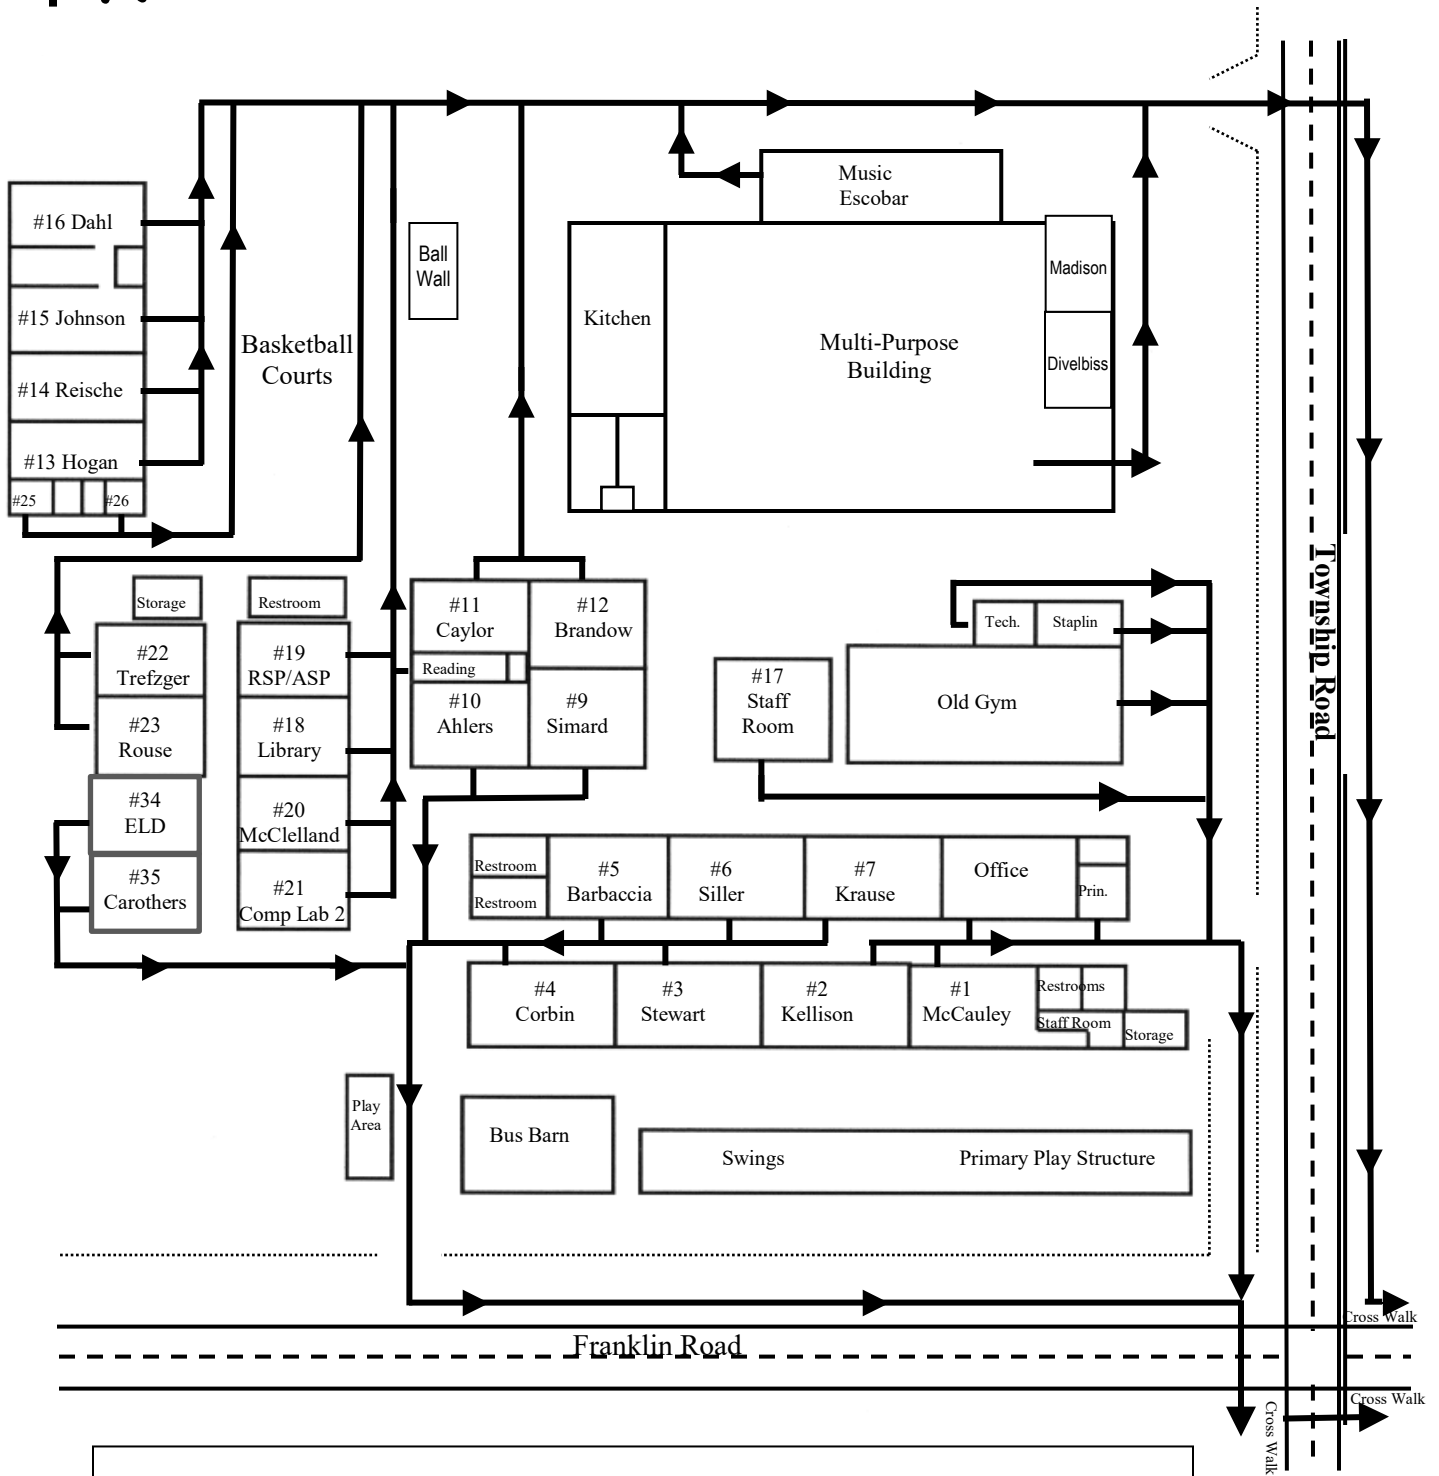 Music
Escobar
#16 Dahl
Ball
Wall
Madison
#15 Johnson
Kitchen
Basketball
Courts
Multi-Purpose
Building
Divelbiss
#14 Reische
#13 Hogan
#25
#26
Township Road
Storage
Restroom
#11
Caylor
#12
Brandow
Tech.
Staplin
#22
Trefzger
#19
RSP/ASP
Reading
#17
Staff
Room
#10
Ahlers
#9
Simard
Old Gym
#23
Rouse
#18
Library
#34
ELD
#20
McClelland
#35
Carothers
#21
Comp Lab 2
Restroom
Restroom
#5
Barbaccia
#6
Siller
#7
Krause
Office
Prin.
#4
Corbin
#3
Stewart
#2
Kellison
#1
McCauley
Restrooms
Staff Room
Storage
Play
Area
Bus Barn
Swings
Primary Play Structure
Cross Walk
Franklin Road
Cross Walk
Cross Walk